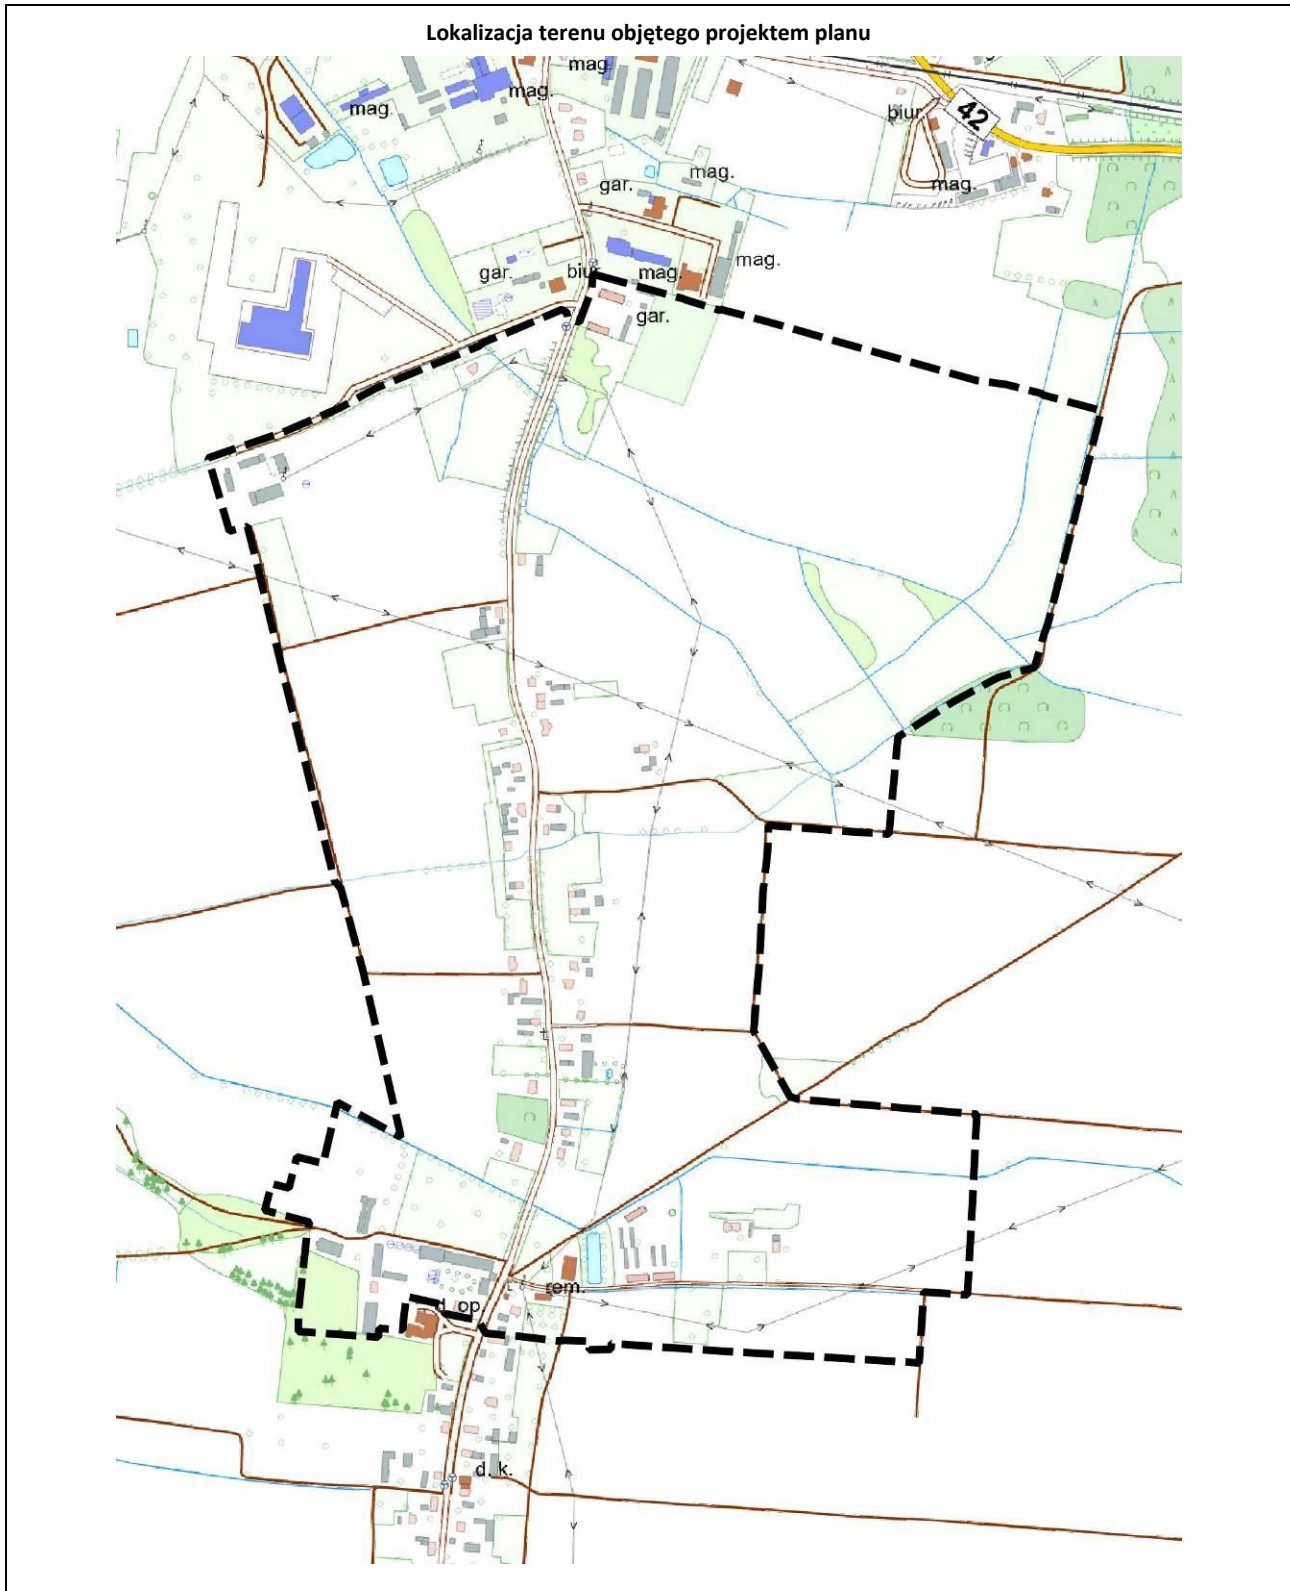 Lokalizacja terenu objętego projektem planu
mag.
mag.
mag.
biur.
42
mag.
gar.
mag.
mag.
gar.
biur.
mag.
gar.
rem.
d. op.
d. k.